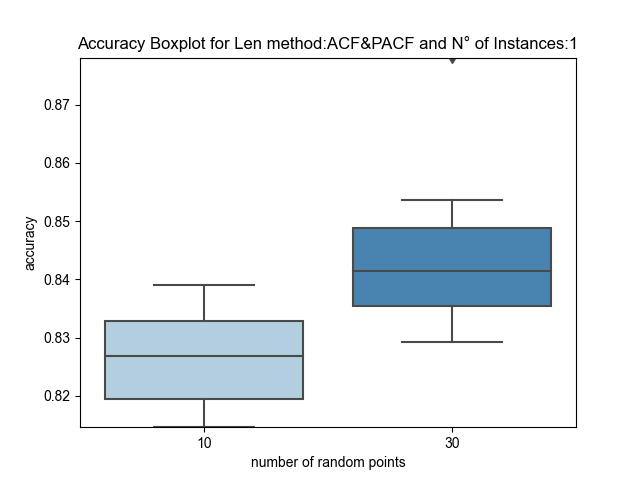 Accuracy Boxplot for Len method:ACF&PACF and N° of Instances:1
0.87
0.86
0.85
0.84
0.83
0.82
accuracy
10 30
number of random points